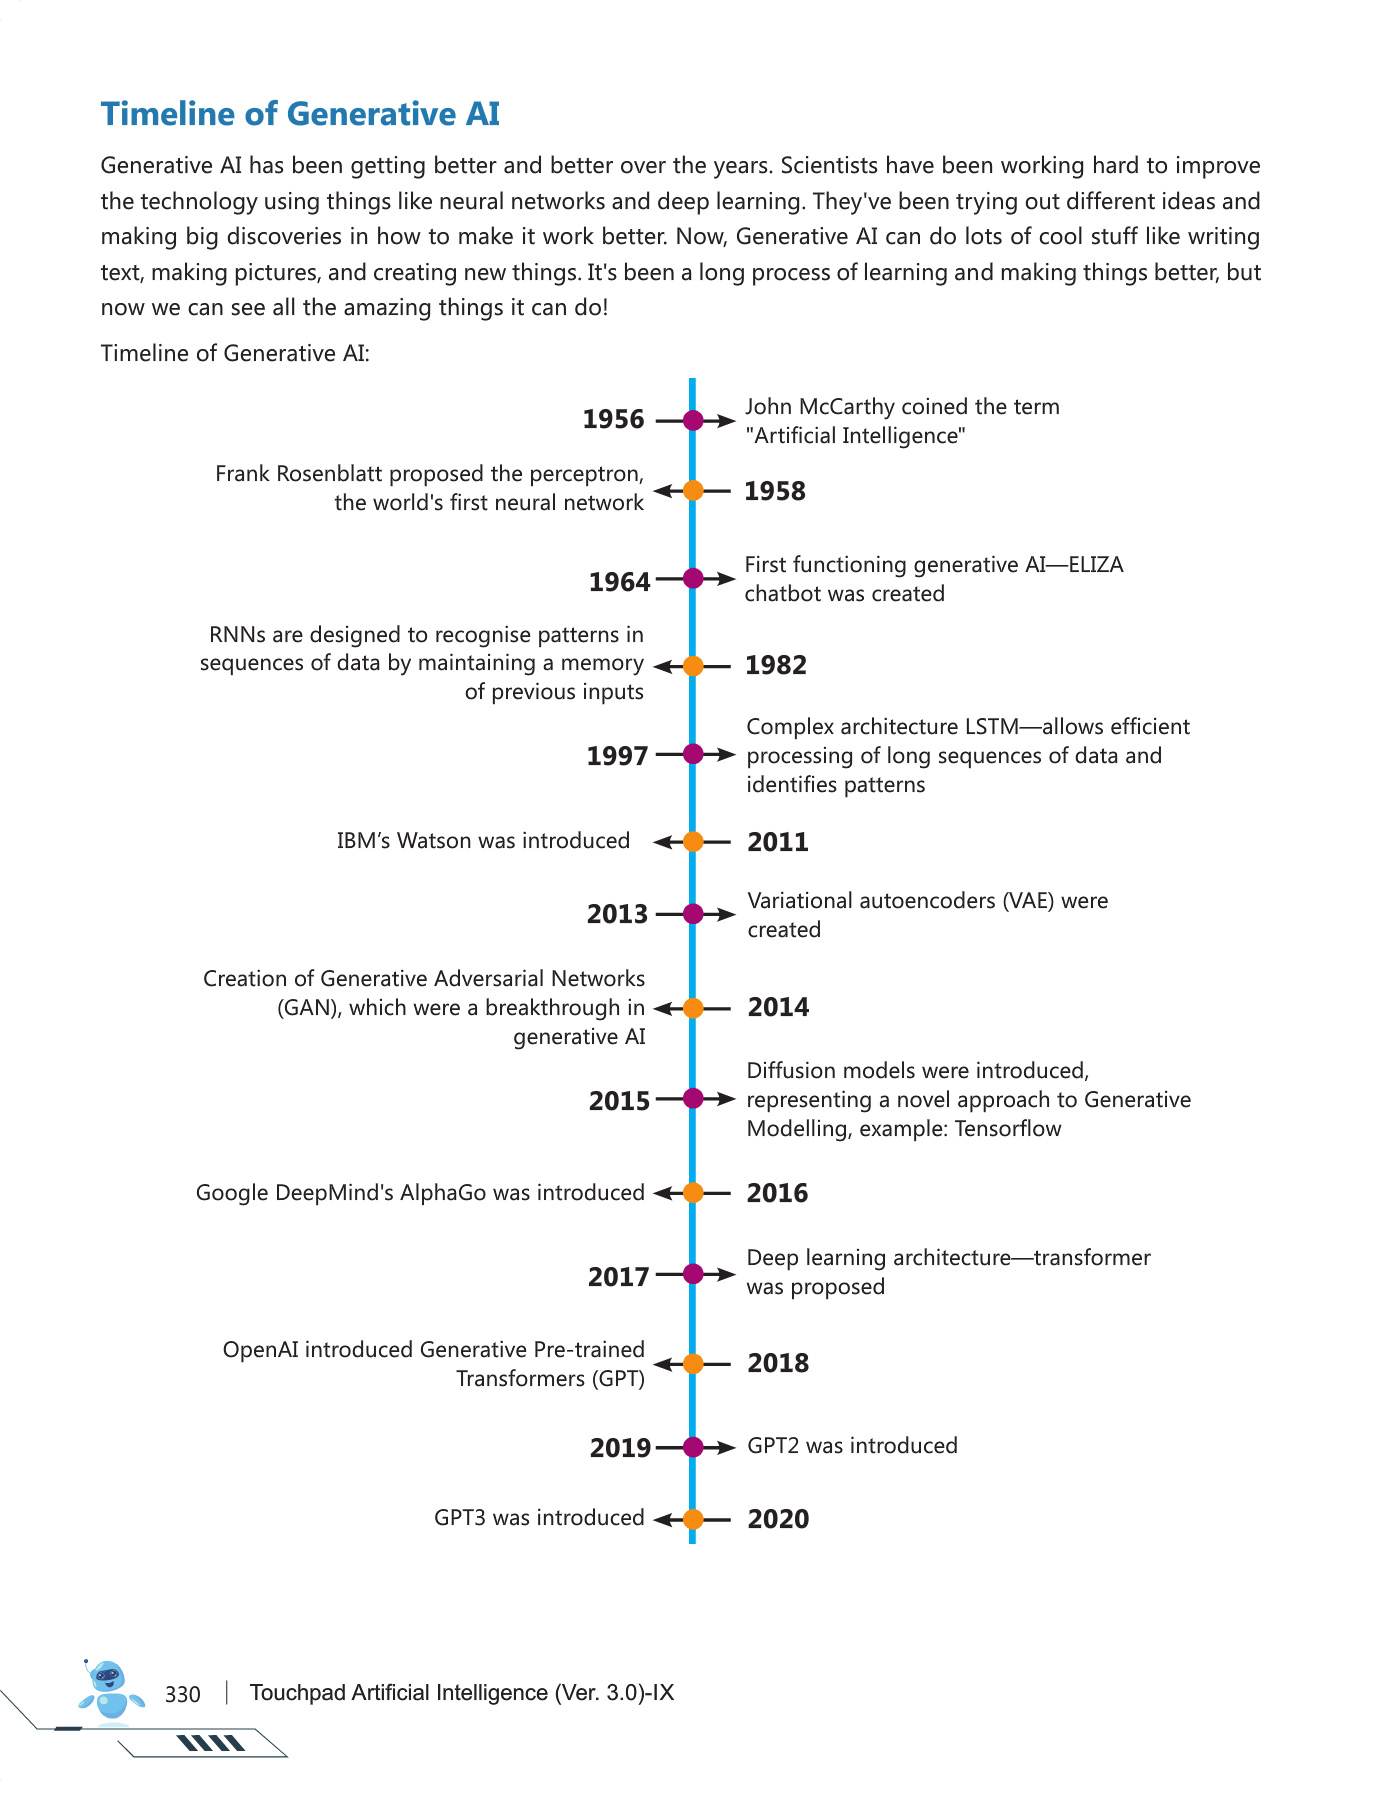 Timeline of Generative AI
Generative AI has been getting better and better over the years. Scientists have been working hard to improve
the technology using things like neural networks and deep learning. They've been trying out different ideas and
making big discoveries in how to make it work better. Now, Generative AI can do lots of cool stuff like writing
text, making pictures, and creating new things. It's been a long process of learning and making things better, but
now we can see all the amazing things it can do!
Timeline of Generative AI:
1956
John McCarthy coined the term
"Artificial Intelligence"
Frank Rosenblatt proposed the perceptron,
the world's first neural network
1958
1964
First functioning generative AI—ELIZA
chatbot was created
RNNs are designed to recognise patterns in
sequences of data by maintaining a memory
of previous inputs
1982
1997
Complex architecture LSTM—allows efficient
processing of long sequences of data and
identifies patterns
IBM’s Watson was introduced
2011
2013
Variational autoencoders (VAE) were
created
Creation of Generative Adversarial Networks
(GAN), which were a breakthrough in
generative AI
2014
2015
Diffusion models were introduced,
representing a novel approach to Generative
Modelling, example: Tensorflow
Google DeepMind's AlphaGo was introduced
2016
2017
Deep learning architecture—transformer
was proposed
OpenAI introduced Generative Pre-trained
Transformers (GPT)
2018
2019
GPT2 was introduced
GPT3 was introduced
2020
330
Touchpad Artificial Intelligence (Ver. 3.0)-IX